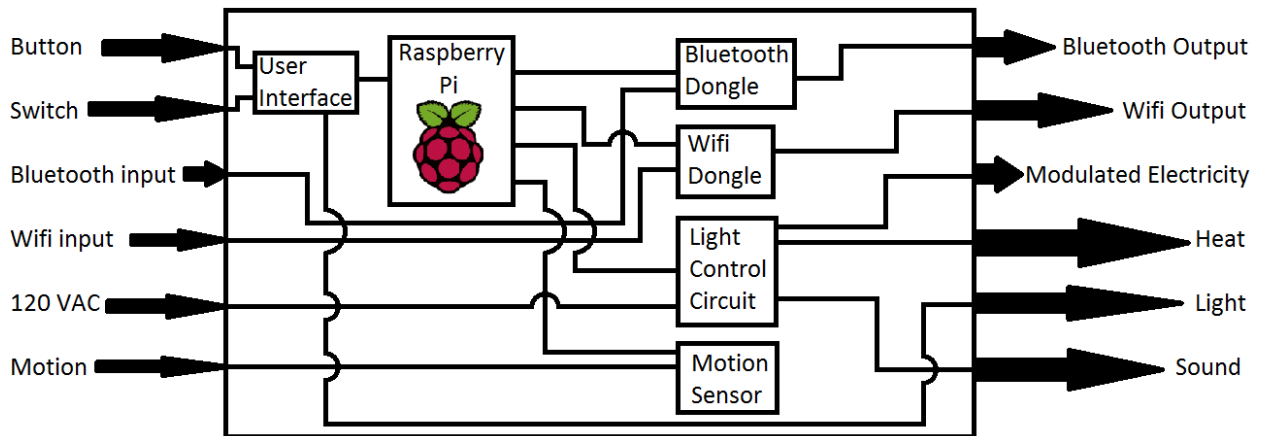 Button
Switch
Bluetooth input
Wifi input
120 VAC
Motion
User
Interface
Raspberry
Pi
Bluetooth
Dongle
Wifi
Dongle
Light
Control
Circuit
Motion
Sensor
Bluetooth Output
Wifi Output
Modulated Electricity
Heat
Light
Sound